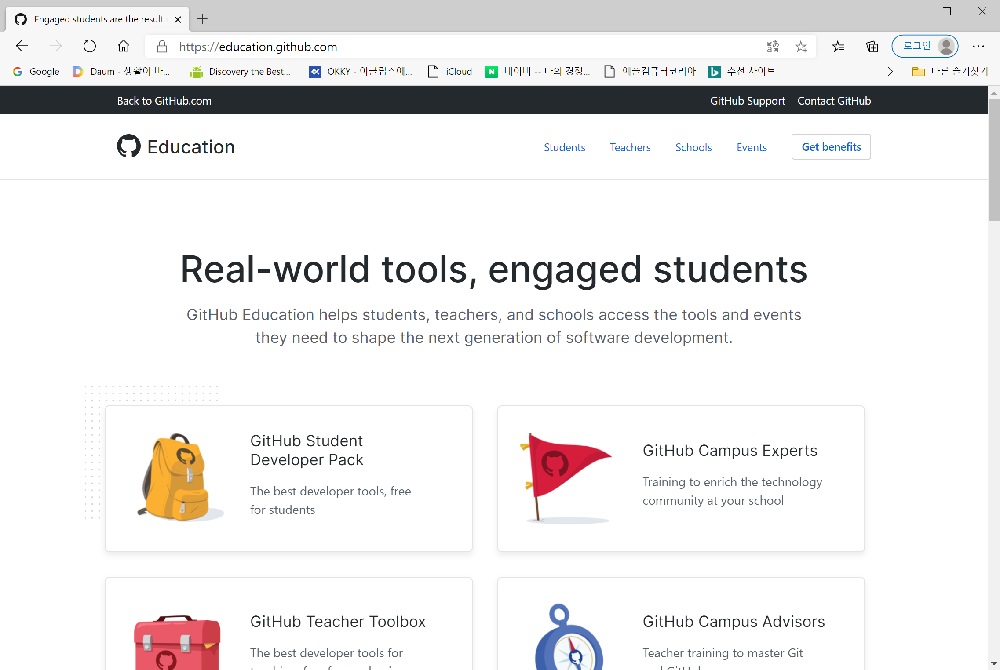 Engaged students are the result
https://education.github.com
로그인
Google
Daum - 생활이 바...
Discovery the Best...
OKKY - 이클립스에...
iCloud
네이버 -- 나의 경쟁...
애플컴퓨터코리아
추천 사이트
다른 즐겨찾기
Back to GitHub.com
GitHub Support
Contact GitHub
Education
Students
Teachers
Schools
Events
Get benefits
Real-world tools, engaged students
GitHub Education helps students, teachers, and schools access the tools and events
they need to shape the next generation of software development.
GitHub Student
Developer Pack
The best developer tools, free
for students
GitHub Campus Experts
Training to enrich the technology
community at your school
GitHub Teacher Toolbox
The best developer tools for
GitHub Campus Advisors
Teacher training to master Git